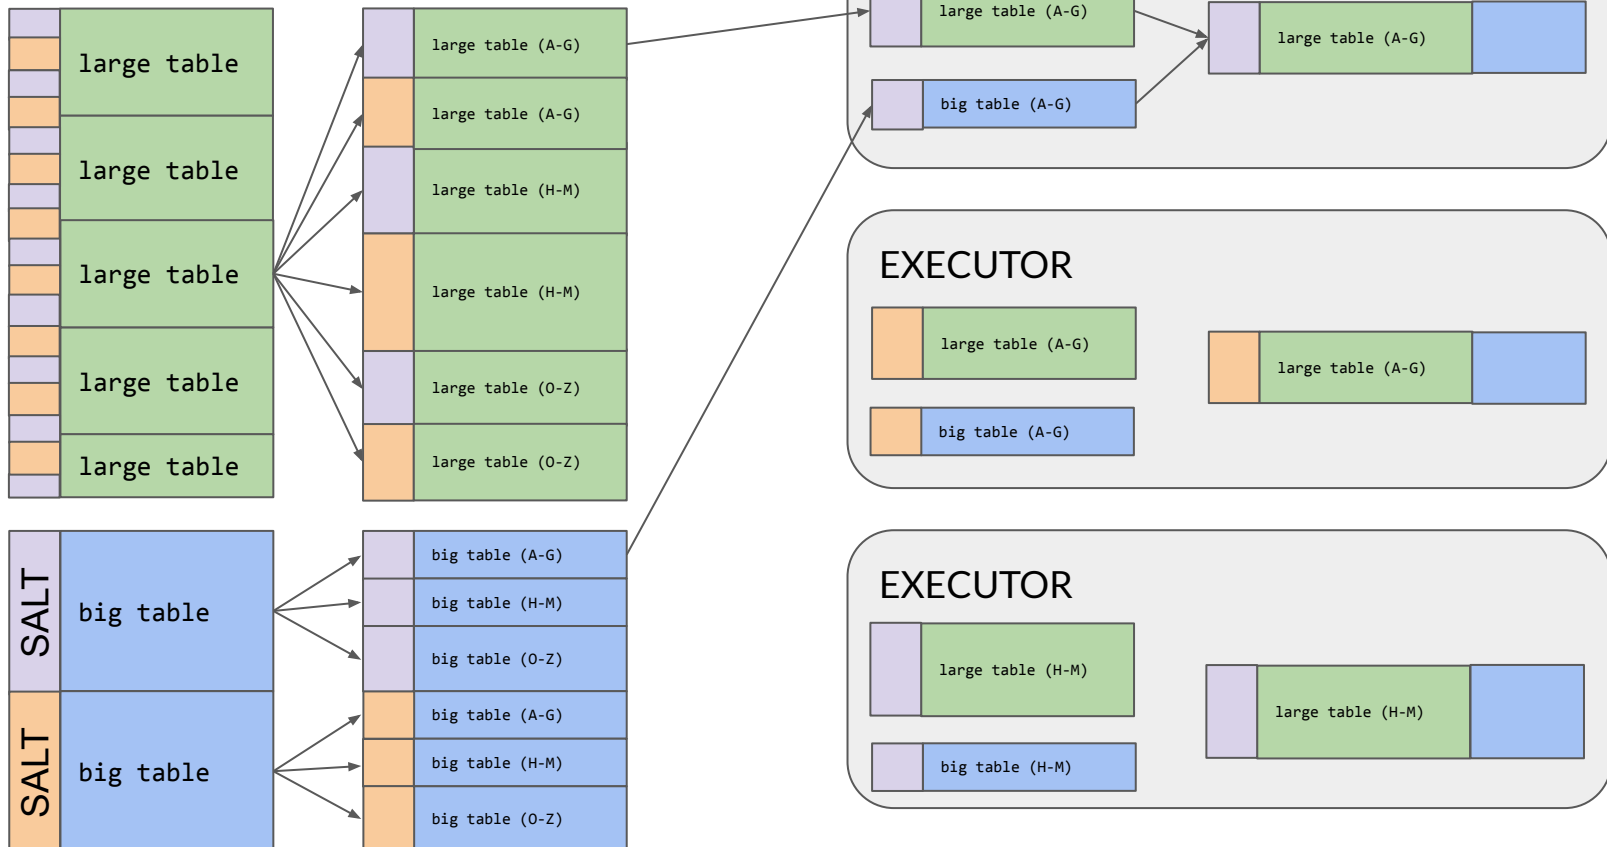 large table
large table
large table
large table
large table
large table (A-G)
large table (A-G)
large table (H-M)
large table (H-M)
large table (O-Z)
large table (O-Z)
SALT
big table
SALT
big table
big table (A-G)
big table (H-M)
big table (O-Z)
big table (A-G)
big table (H-M)
big table (O-Z)
large table (A-G)
big table (A-G)
large table (A-G)
EXECUTOR
large table (A-G)
big table (A-G)
large table (A-G)
EXECUTOR
large table (H-M)
big table (H-M)
large table (H-M)